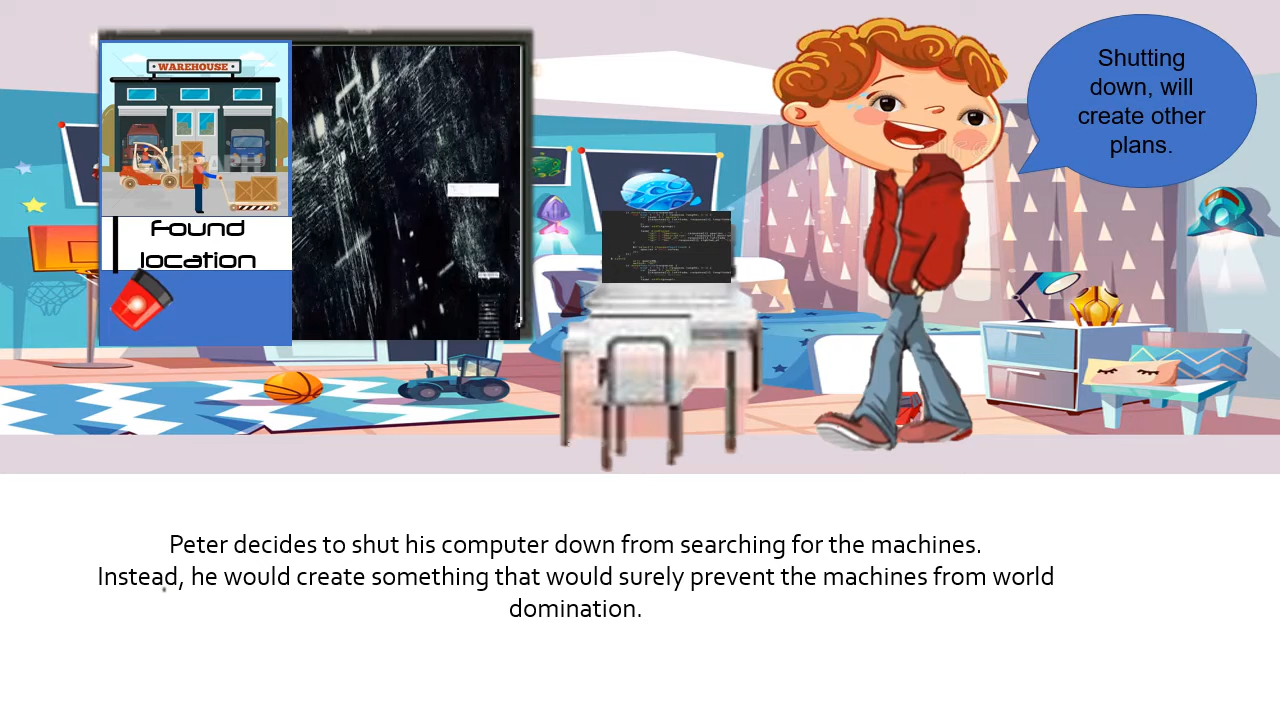 WAREHOUSE
Found
location
Shutting
down, will
create other
plans.
Peter decides to shut his computer down from searching for the machines.
Instead, he would create something that would surely prevent the machines from world
domination.